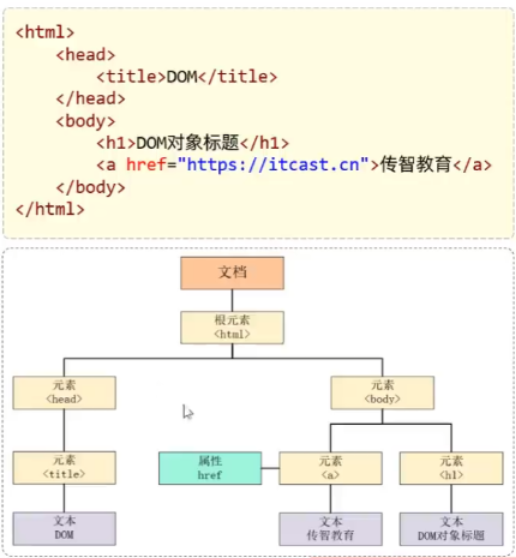 <html>
<head>
<title>DOM</title>
</head>
<body>
<h1>DOM对象标题</h1>
<a href="https://itcast.cn">传智教育</a>
</body>
</html>
文档
根元素
<html>
元素
<head>
元素
<body>
元素
<title>
属性
href
元素
<a>
元素
<h1>
文本
DOM
文本
传智教育
文本
DOM对象标题